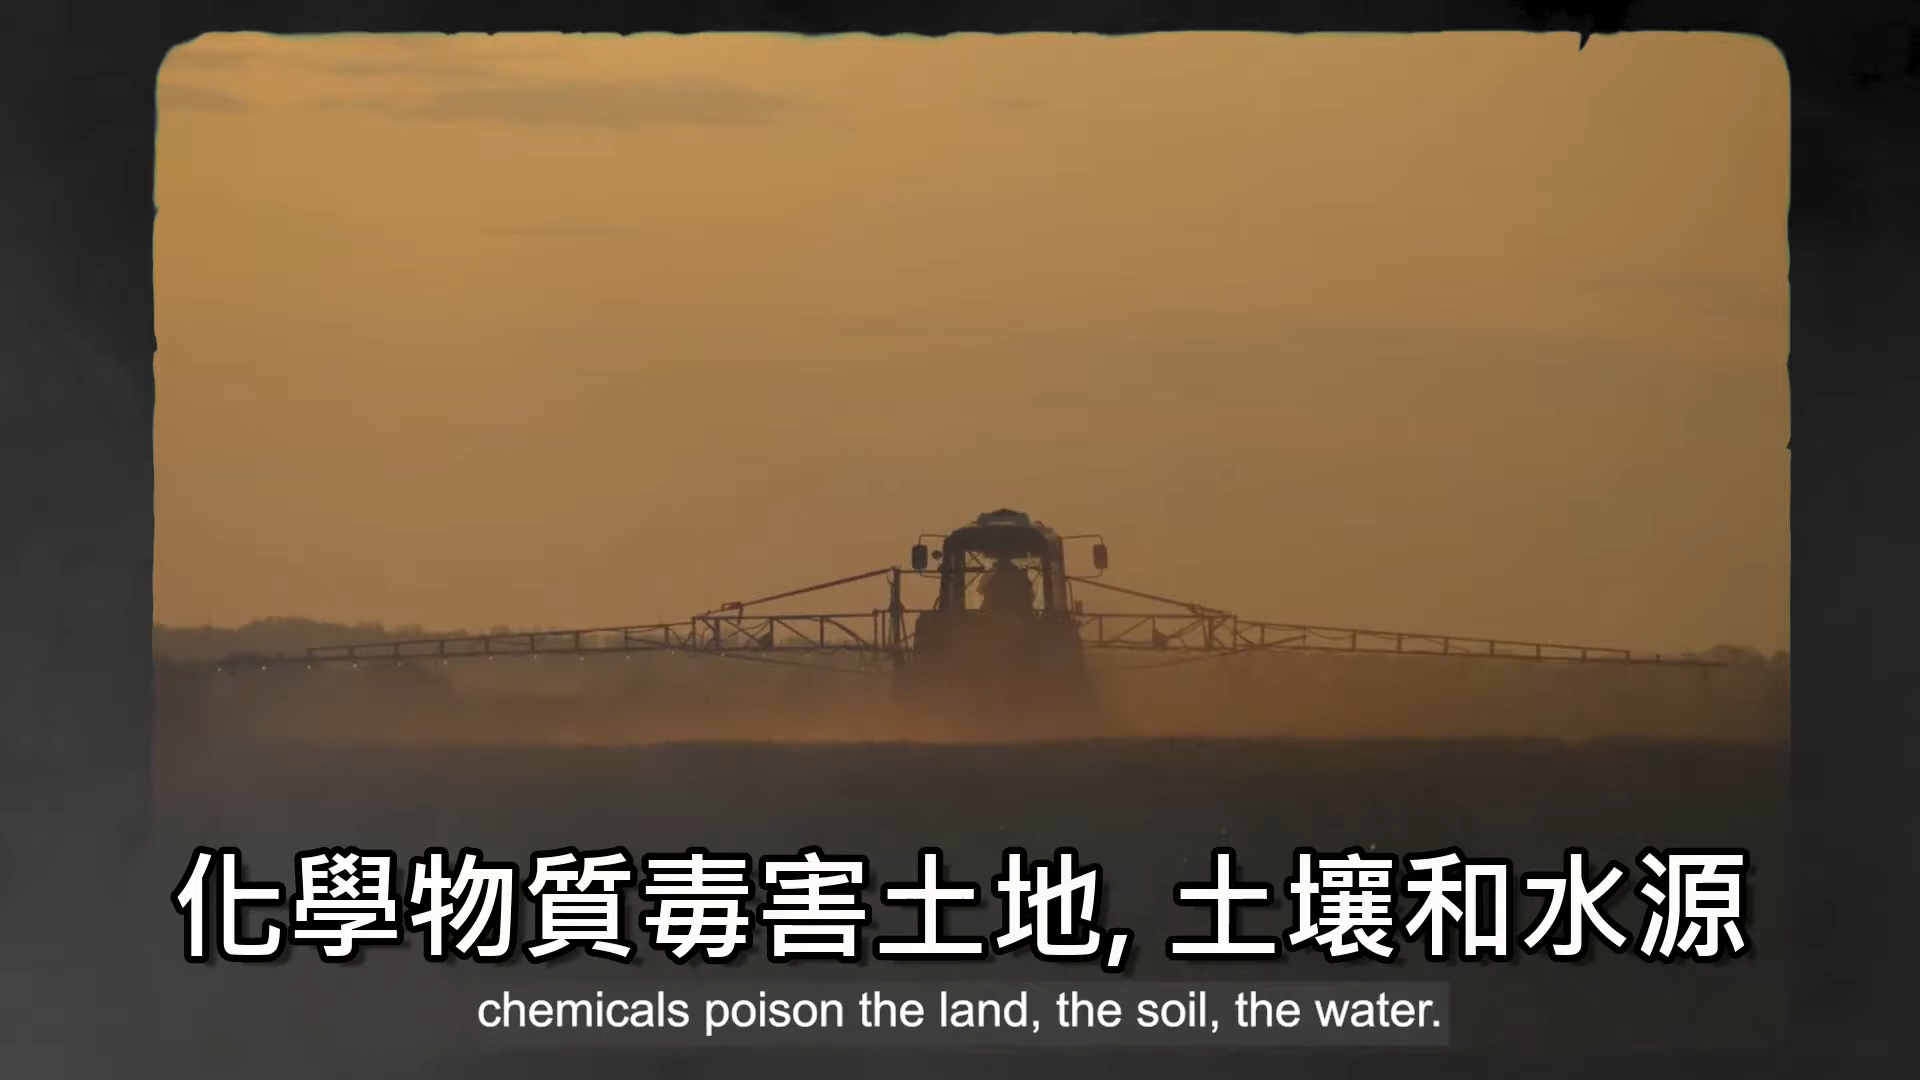 化學物質毒害土地, 土壤和水源
chemicals poison the land, the soil, the water.